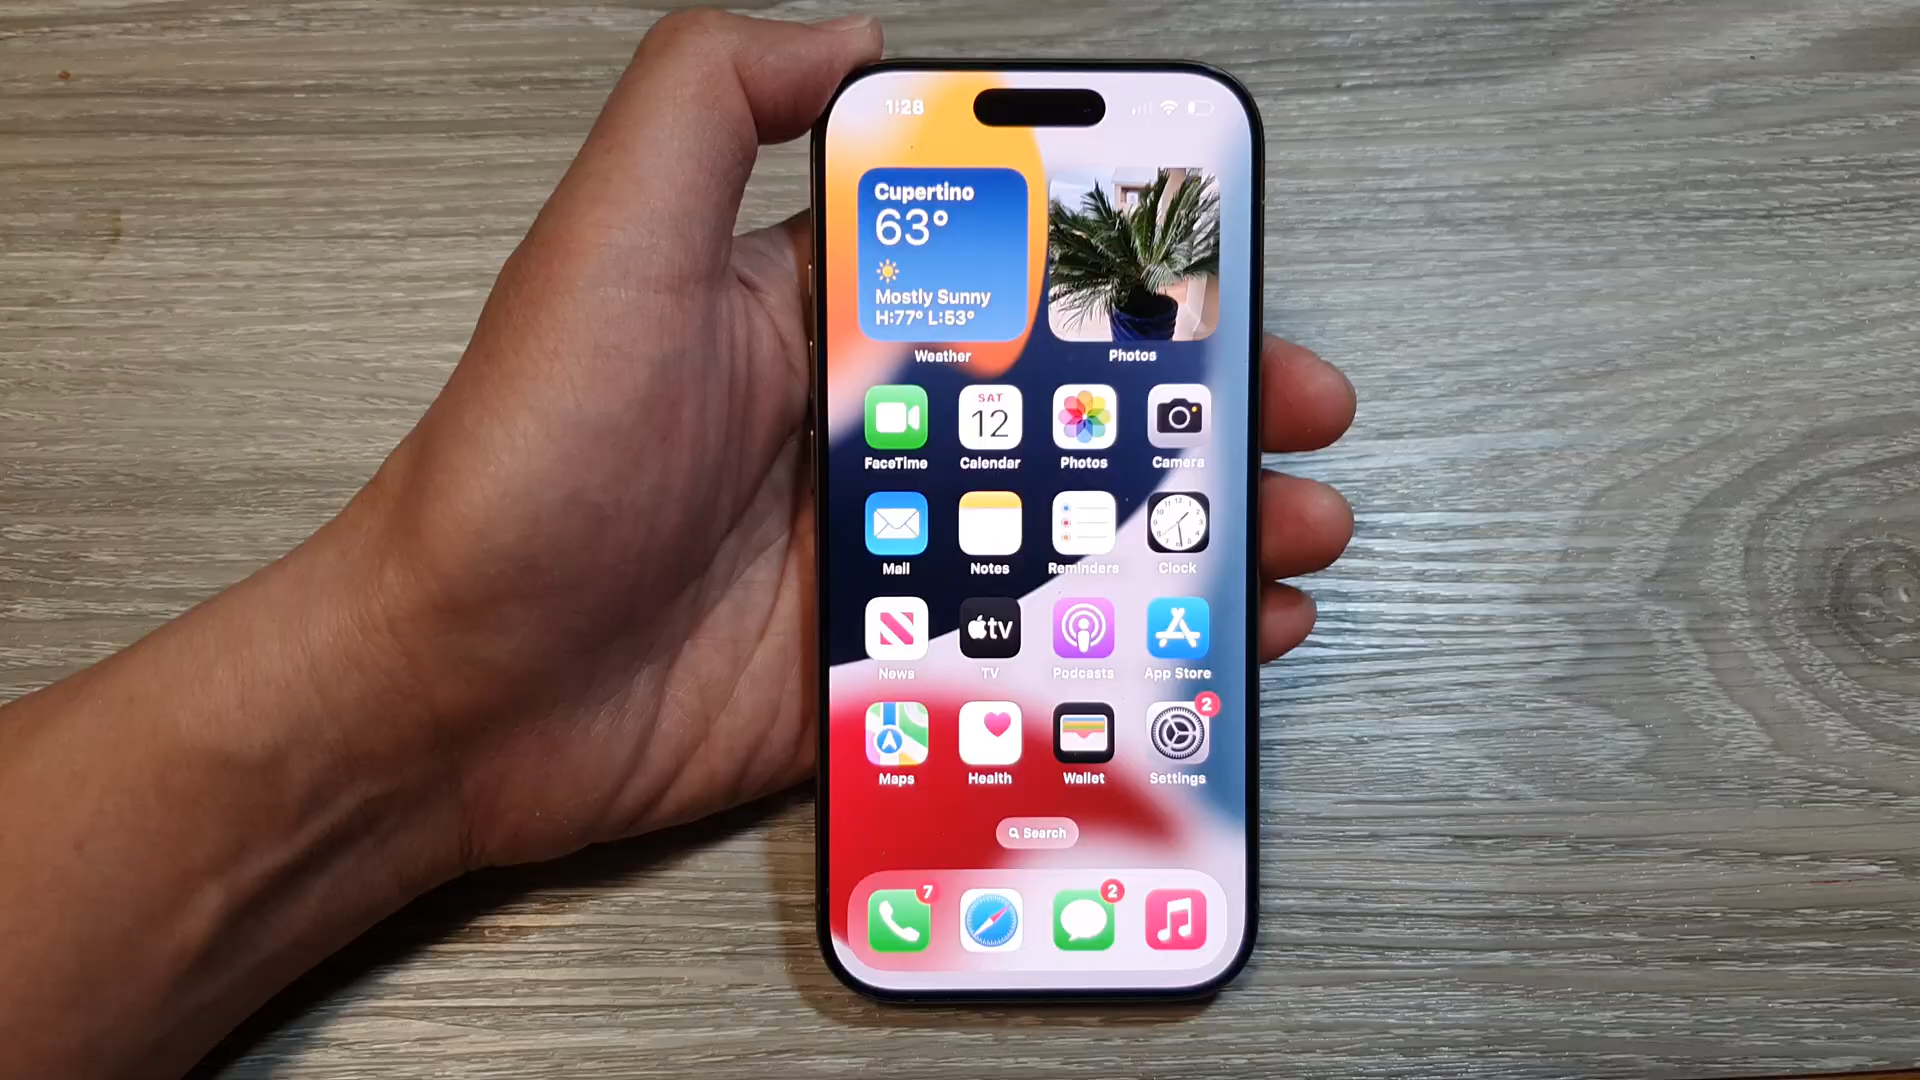 1:28
Cupertino
63°
Mostly Sunny
H:77° L:53°
Weather
Photos
SAT
12
FaceTime
Calendar
Photos
Camera
Mail
Notes
Reminders
Clock
tv
News
TV
Podcasts
App Store
2
Maps
Health
Wallet
Settings
Search
7
2